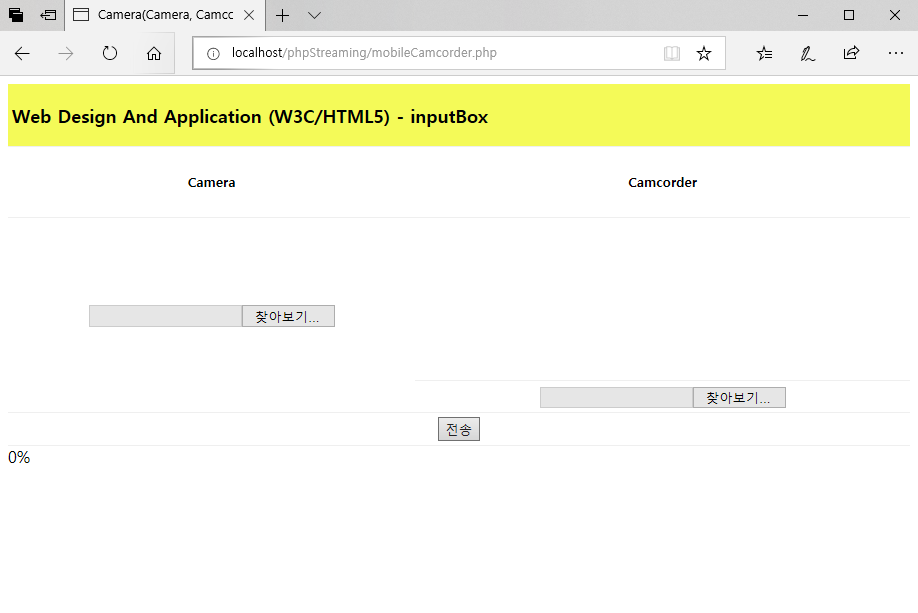 Camera(Camera, Camcc
localhost/phpStreaming/mobileCamcorder.php
Web Design And Application (W3C/HTML5) - inputBox
Camera Camcorder
찾아보기...
찾아보기...
전송
0%